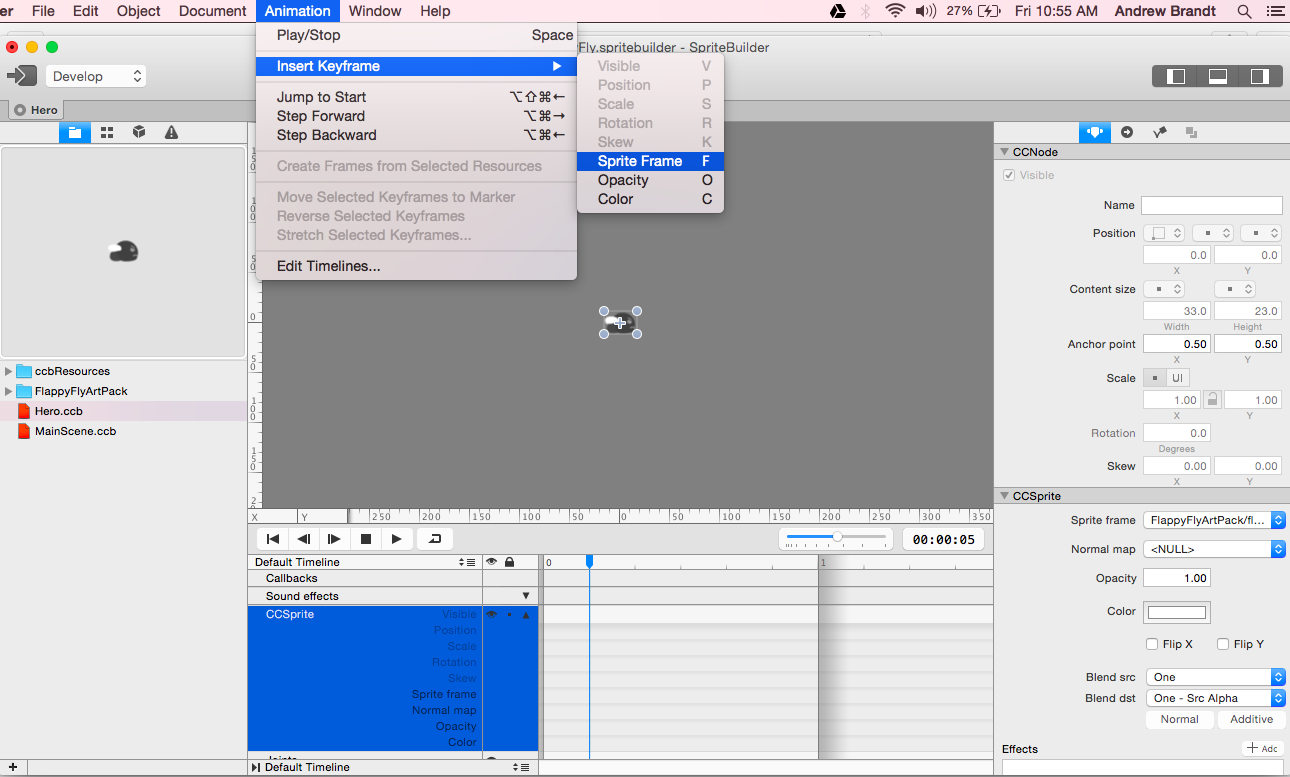 er File Edit Object Document Animation Window Help 27% Fri 10:55 AM Andrew Brandt
Play/Stop Space
Fly.spritebuilder - SpriteBuilder
Insert Keyframe
Jump to Start ⌥⇧⌘←
Step Forward ⌥⌘→
Step Backward ⌥⌘←
Create Frames from Selected Resources
Move Selected Keyframes to Marker
Reverse Selected Keyframes
Stretch Selected Keyframes...
Edit Timelines...
Visible V
Position P
Scale S
Rotation R
Skew K
Sprite Frame F
Opacity O
Color C
Develop
Hero
ccbResources
FlappyFlyArtPack
Hero.ccb
MainScene.ccb
X Y 250 200 150 100 50 0 50 100 150 200 250 300 350
00:00:05
Default Timeline 0 1
Callbacks
Sound effects
CCSprite Visible
Position
Scale
Rotation
Skew
Sprite frame
Normal map
Opacity
Color
Default Timeline
CCNode
Visible
Name
Position
0.0 0.0
X Y
Content size
33.0 23.0
Width Height
Anchor point 0.50 0.50
X Y
Scale UI
1.00 1.00
X Y
Rotation 0.0
Degrees
Skew 0.00 0.00
X Y
CCSprite
Sprite frame FlappyFlyArtPack/fl...
Normal map <NULL>
Opacity 1.00
Color
Flip X Flip Y
Blend src One
Blend dst One - Src Alpha
Normal Additive
Effects + Add